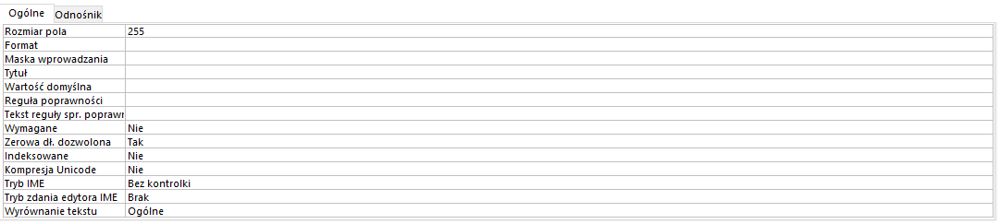 Ogólne Odnośnik
Rozmiar pola 255
Format
Maska wprowadzania
Tytuł
Wartość domyślna
Reguła poprawności
Tekst reguły spr. poprawr
Wymagane Nie
Zerowa dł. dozwolona Tak
Indeksowane Nie
Kompresja Unicode Nie
Tryb IME Bez kontrolki
Tryb zdania edytora IME Brak
Wyrównanie tekstu Ogólne